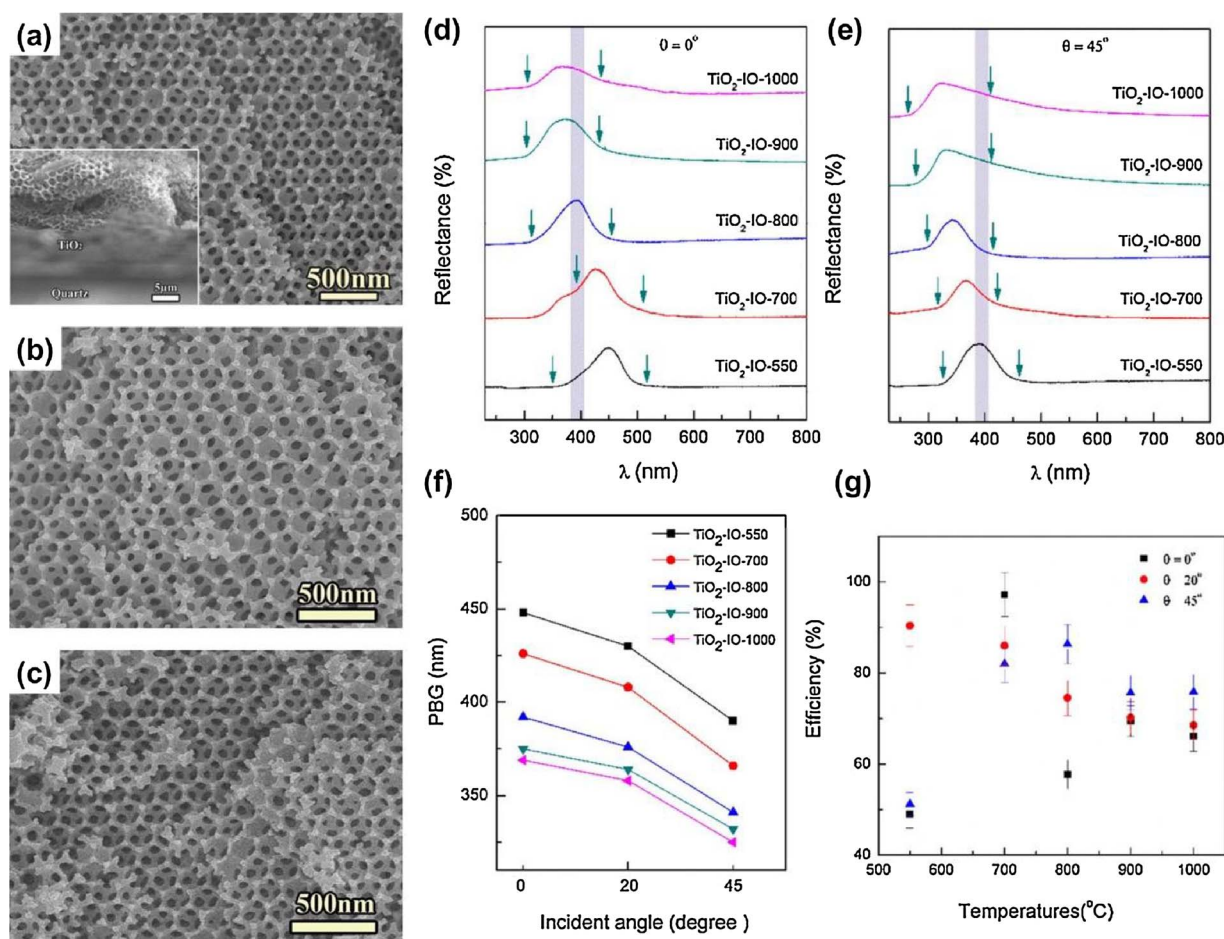 (a)
TiO₂
Quartz
5μm
500nm
(b)
500nm
(c)
500nm
(d)
θ = 0°
TiO₂-IO-1000
TiO₂-IO-900
TiO₂-IO-800
TiO₂-IO-700
TiO₂-IO-550
Reflectance (%)
300 400 500 600 700 800
λ (nm)
(e)
θ = 45°
TiO₂-IO-1000
TiO₂-IO-900
TiO₂-IO-800
TiO₂-IO-700
TiO₂-IO-550
Reflectance (%)
300 400 500 600 700 800
λ (nm)
(f)
TiO₂-IO-550
TiO₂-IO-700
TiO₂-IO-800
TiO₂-IO-900
TiO₂-IO-1000
500
450
400
350
PBG (nm)
0 20 45
Incident angle (degree )
(g)
θ = 0°
θ 20°
θ 45°
100
80
60
40
Efficiency (%)
500 600 700 800 900 1000
Temperatures(°C)